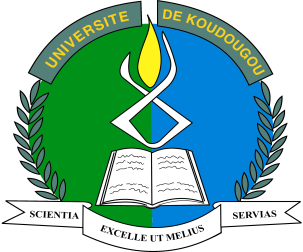 UNIVERSITE DE KOUDOUGOU
SCIENTIA EXCELLE UT MELIUS SERVIAS